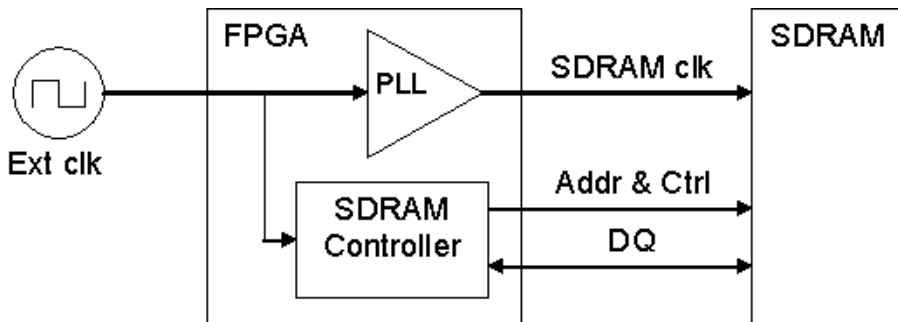 FPGA
SDRAM
PLL
SDRAM clk
Ext clk
Addr & Ctrl
SDRAM
Controller
DQ